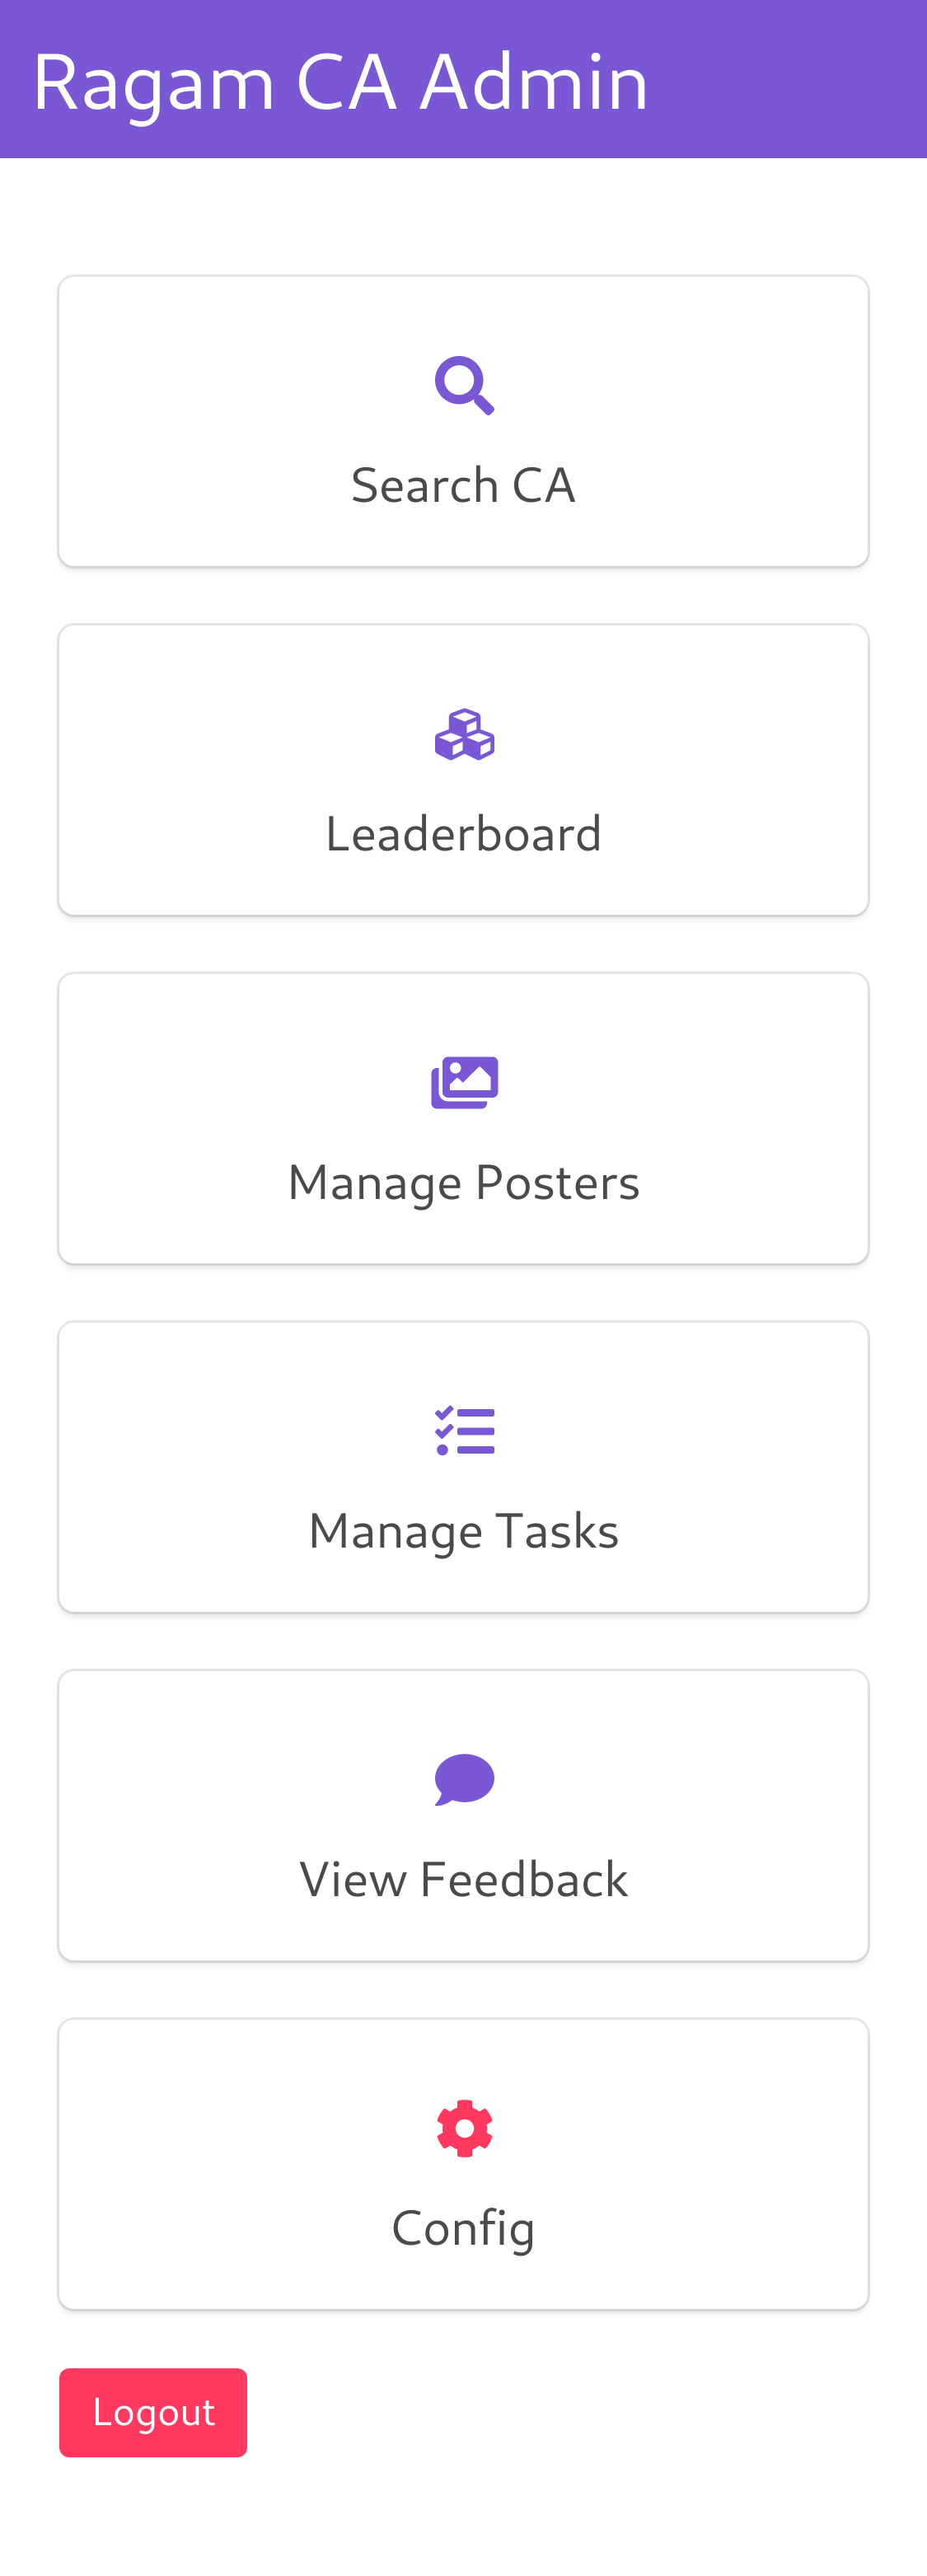 Ragam CA Admin
Search CA
Leaderboard
Manage Posters
Manage Tasks
View Feedback
Config
Logout